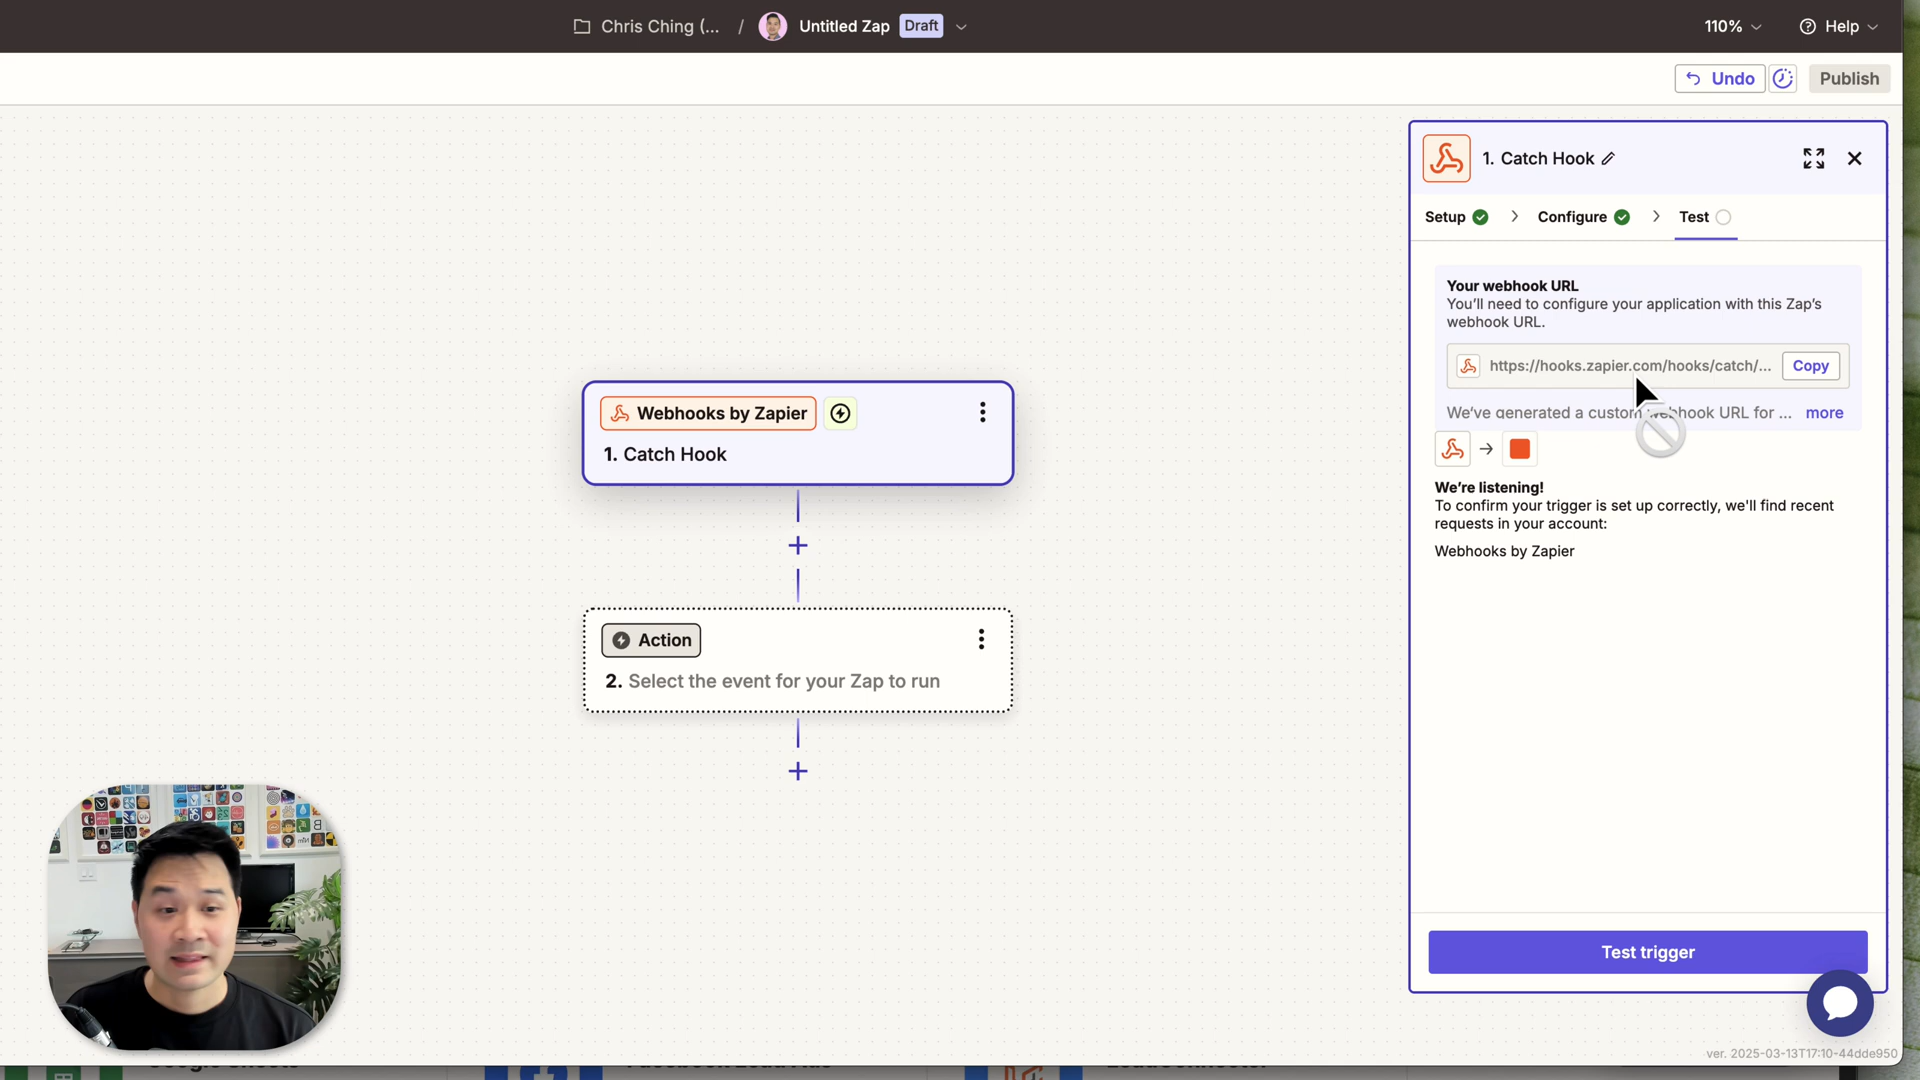 Chris Ching (... / Untitled Zap Draft
110%
Help
Undo
Publish
1. Catch Hook
Setup
Configure
Test
Your webhook URL
You'll need to configure your application with this Zap's
webhook URL.
https://hooks.zapier.com/hooks/catch/...
Copy
We've generated a custom webhook URL for ... more
We're listening!
To confirm your trigger is set up correctly, we'll find recent
requests in your account:
Webhooks by Zapier
Test trigger
Webhooks by Zapier
1. Catch Hook
Action
2. Select the event for your Zap to run
ver. 2025-03-13T17:10-44dde950